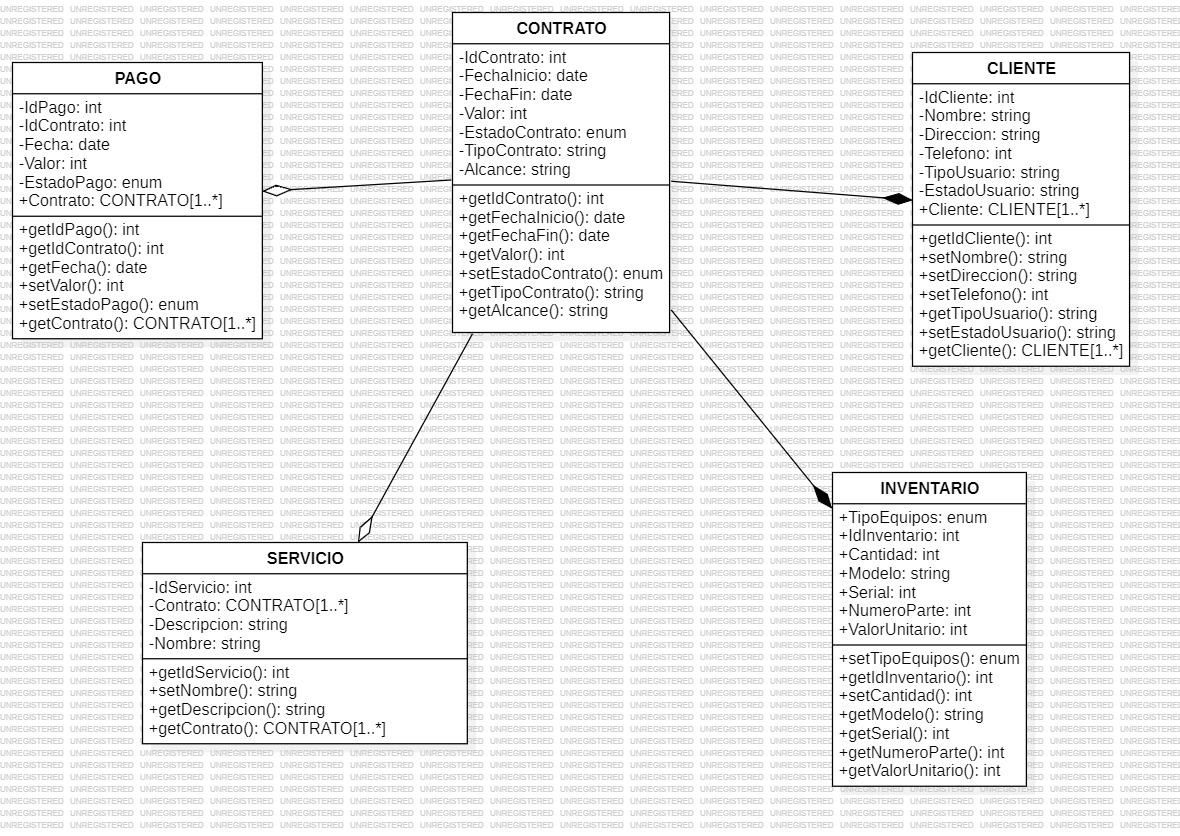 CONTRATO
-IdContrato: int
-FechaInicio: date
-FechaFin: date
-Valor: int
-EstadoContrato: enum
-TipoContrato: string
-Alcance: string
+getIdContrato(): int
+getFechaInicio(): date
+getFechaFin(): date
+getValor(): int
+setEstadoContrato(): enum
+getTipoContrato(): string
+getAlcance(): string
PAGO
-IdPago: int
-IdContrato: int
-Fecha: date
-Valor: int
-EstadoPago: enum
+Contrato: CONTRATO[1..*]
+getIdPago(): int
+getIdContrato(): int
+getFecha(): date
+setValor(): int
+setEstadoPago(): enum
+getContrato(): CONTRATO[1..*]
CLIENTE
-IdCliente: int
-Nombre: string
-Direccion: string
-Telefono: int
-TipoUsuario: string
-EstadoUsuario: string
+Cliente: CLIENTE[1..*]
+getIdCliente(): int
+setNombre(): string
+setDireccion(): string
+setTelefono(): int
+getTipoUsuario(): string
+setEstadoUsuario(): string
+getCliente(): CLIENTE[1..*]
SERVICIO
-IdServicio: int
-Contrato: CONTRATO[1..*]
-Descripcion: string
-Nombre: string
+getIdServicio(): int
+setNombre(): string
+getDescripcion(): string
+getContrato(): CONTRATO[1..*]
INVENTARIO
+TipoEquipos: enum
+IdInventario: int
+Cantidad: int
+Modelo: string
+Serial: int
+NumeroParte: int
+ValorUnitario: int
+setTipoEquipos(): enum
+getIdInventario(): int
+setCantidad(): int
+getModelo(): string
+getSerial(): int
+getNumeroParte(): int
+getValorUnitario(): int
UNREGISTERED